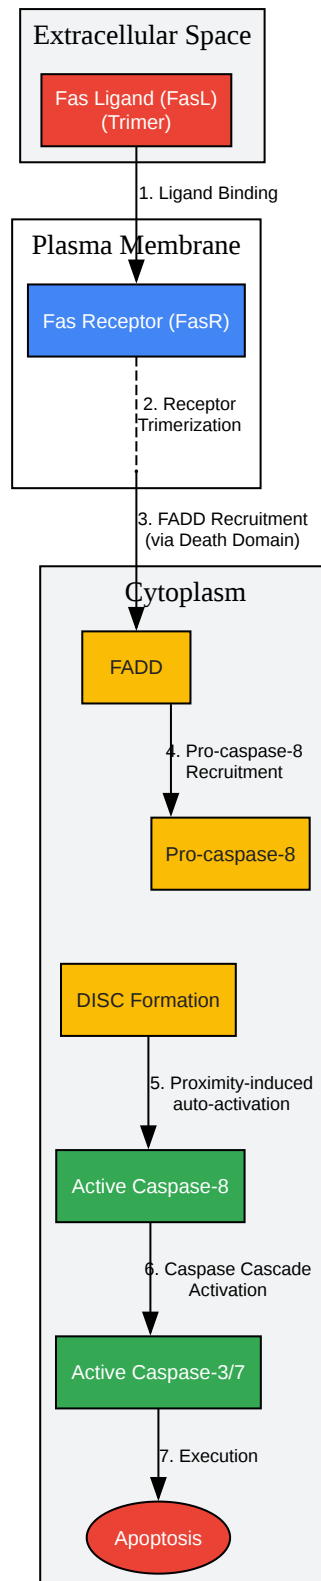 Extracellular Space
Fas Ligand (FasL)
(Trimer)
1. Ligand Binding
Plasma Membrane
Fas Receptor (FasR)
2. Receptor
Trimerization
3. FADD Recruitment
(via Death Domain)
Cytoplasm
FADD
4. Pro-caspase-8
Recruitment
Pro-caspase-8
DISC Formation
5. Proximity-induced
auto-activation
Active Caspase-8
6. Caspase Cascade
Activation
Active Caspase-3/7
7. Execution
Apoptosis